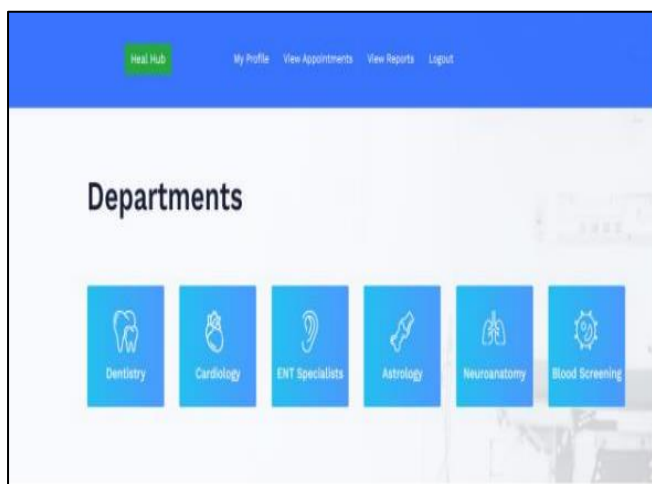 Heal Hub My Profile View Appointments View Reports Logout
Departments
Dentistry Cardiology ENT Specialists Astrology Neuroanatomy Blood Screening